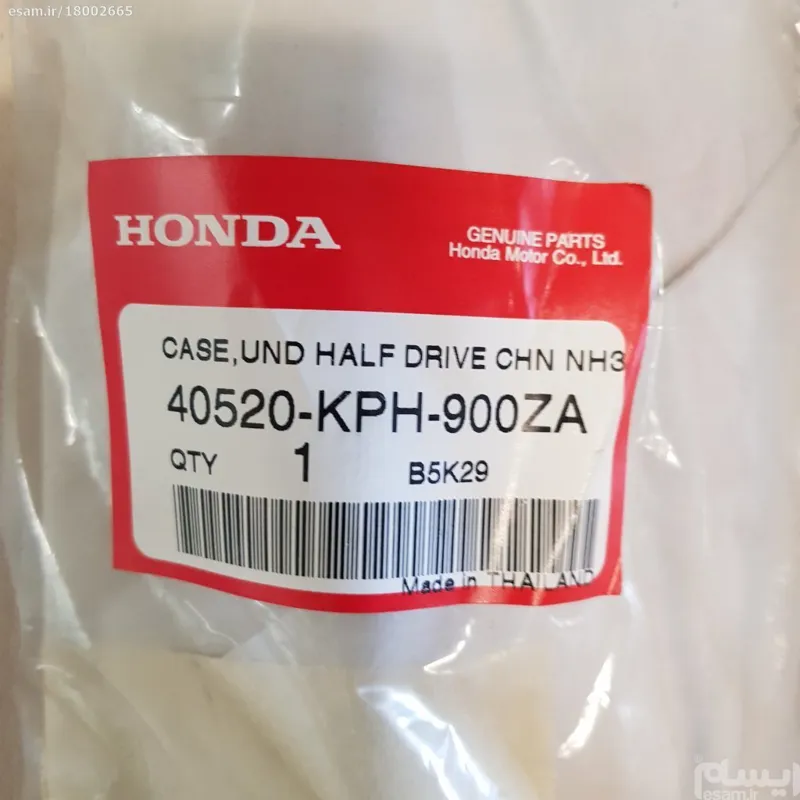 esam.ir/18002665
HONDA
GENUINE PARTS
Honda Motor Co., Ltd.
CASE,UND HALF DRIVE CHN NH3
40520-KPH-900ZA
QTY 1 B5K29
Made in THAILAND
ایسام
esam.ir